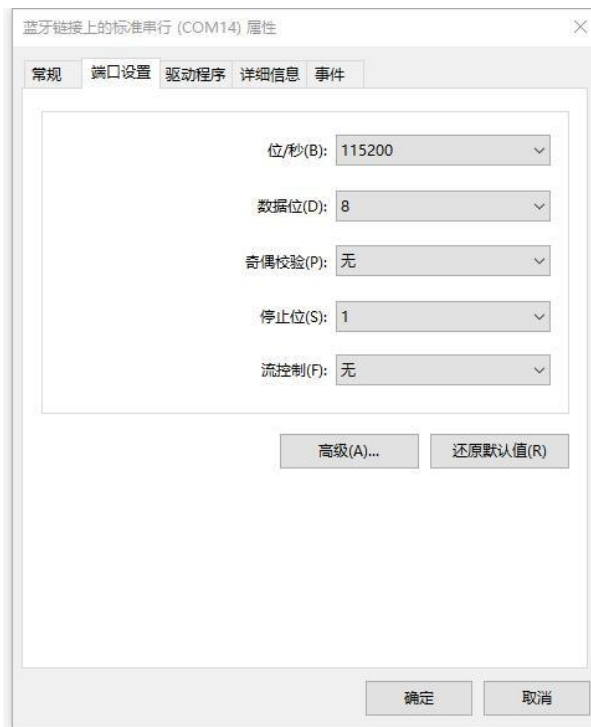 蓝牙链接上的标准串行 (COM14) 属性
常规 端口设置 驱动程序 详细信息 事件
位/秒(B): 115200
数据位(D): 8
奇偶校验(P): 无
停止位(S): 1
流控制(F): 无
高级(A)... 还原默认值(R)
确定 取消